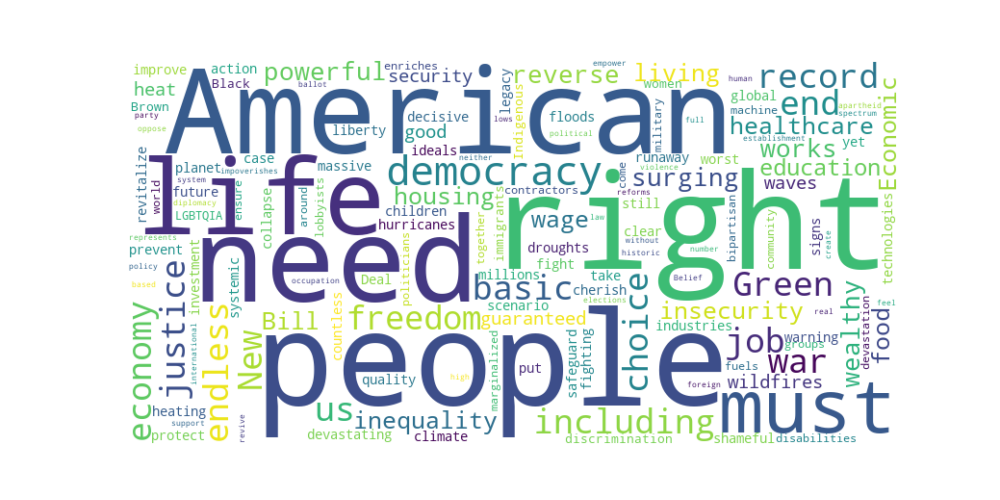 improve action powerful enriches security empower reverse living record
heat Black ballot legacy women global end human
Brown American decisive Indigenous military machine healthcare apartheid spectrum
party liberty good floods full establishment Economic
oppose ideals lows political works yet
revitalize planet case massive democracy neither runaway worst education
life impoverishes come violence surging waves
world system future around lobbyists housing contractors reforms right
diplomacy ensure children immigrants still bipartisan technologies
LGBTQIA collapse hurricanes together wage law clear community signs
represents need droughts without number create
prevent investment systemic politicians fight historic
policy occupation Deal millions take Belief Green real feel
based basic cherish choice
economy justice endless countless scenario elections insecurity wealthy food
international New Bill freedom guaranteed industries job warning devastation
people marginalized safeguard fighting fuels war groups
quality high put foreign wildfires
heating us inequality including must
support revive
protect devastating climate discrimination shameful disabilities